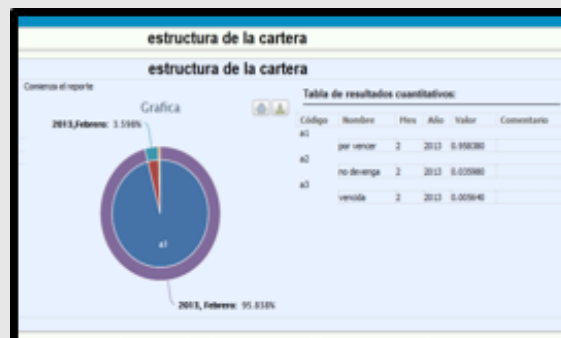 estructura de la cartera
estructura de la cartera
Comienza el reporte
Grafica
2013,Febrero: 3.598%
a1
2013, Febrero: 95.838%
Tabla de resultados cuantitativos:
Código Nombre Mes Año Valor Comentario
a1
por vencer 2 2013 0.958380
a2
no devenga 2 2013 0.035980
a3
vencida 2 2013 0.005640